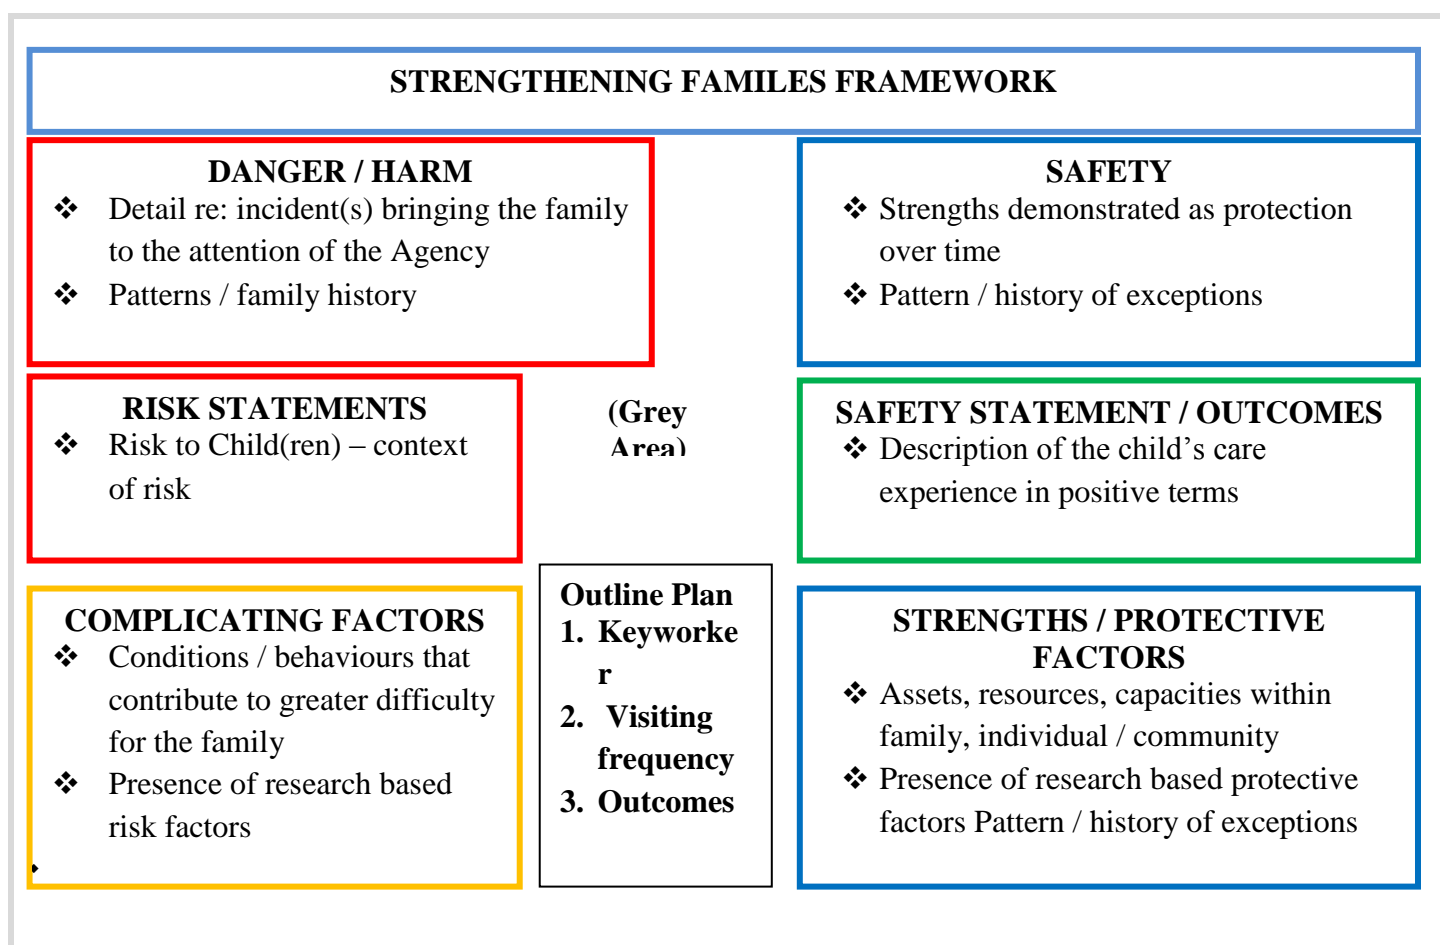 STRENGTHENING FAMILES FRAMEWORK
DANGER / HARM
❖ Detail re: incident(s) bringing the family
to the attention of the Agency
❖ Patterns / family history
SAFETY
❖ Strengths demonstrated as protection
over time
❖ Pattern / history of exceptions
RISK STATEMENTS
❖ Risk to Child(ren) – context
of risk
(Grey
Area)
SAFETY STATEMENT / OUTCOMES
❖ Description of the child’s care
experience in positive terms
COMPLICATING FACTORS
❖ Conditions / behaviours that
contribute to greater difficulty
for the family
❖ Presence of research based
risk factors
Outline Plan
1. Keyworke
r
2. Visiting
frequency
3. Outcomes
STRENGTHS / PROTECTIVE
FACTORS
❖ Assets, resources, capacities within
family, individual / community
❖ Presence of research based protective
factors Pattern / history of exceptions